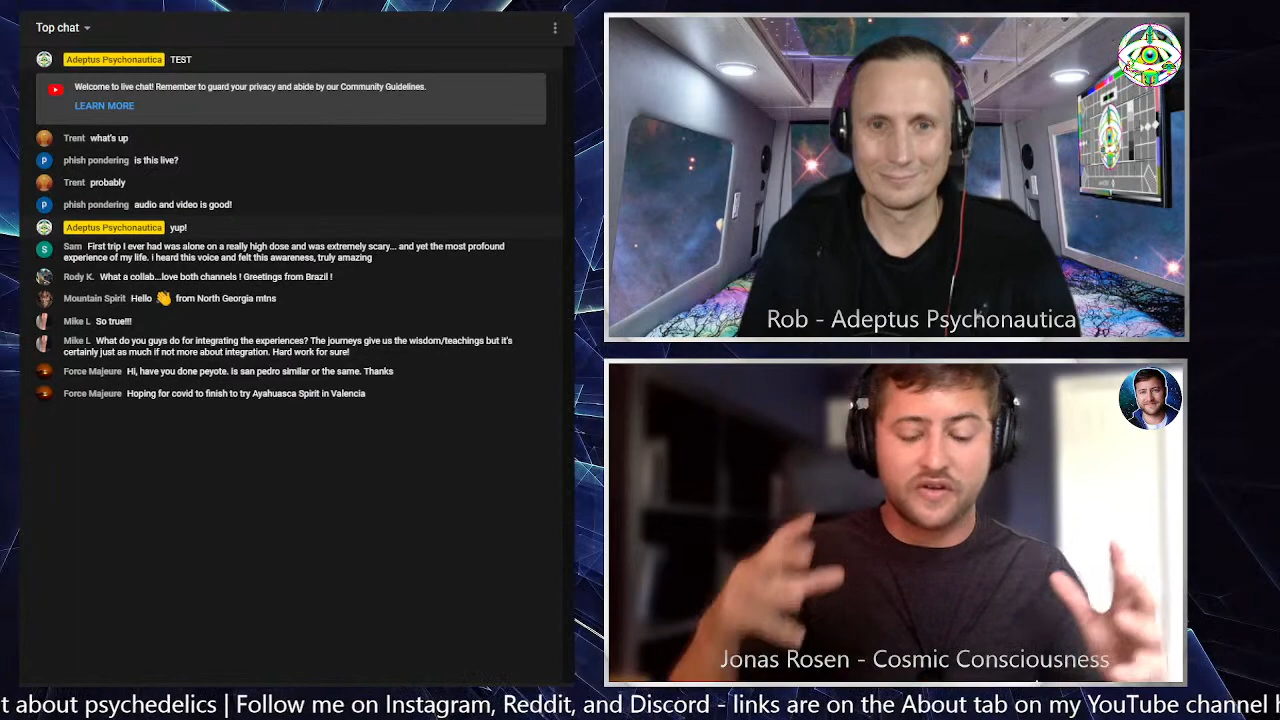 Top chat
Adeptus Psychonautica TEST
Welcome to live chat! Remember to guard your privacy and abide by our Community Guidelines.
LEARN MORE
Trent what's up
P phish pondering is this live?
Trent probably
P phish pondering audio and video is good!
Adeptus Psychonautica yup!
S Sam First trip I ever had was alone on a really high dose and was extremely scary... and yet the most profound
experience of my life. i heard this voice and felt this awareness, truly amazing
Rody K. What a collab...love both channels ! Greetings from Brazil !
Mountain Spirit Hello 👋 from North Georgia mtns
Mike L So true!!!
Mike L What do you guys do for integrating the experiences? The journeys give us the wisdom/teachings but it's
certainly just as much if not more about integration. Hard work for sure!
Force Majeure Hi, have you done peyote. is san pedro similar or the same. Thanks
Force Majeure Hoping for covid to finish to try Ayahuasca Spirit in Valencia
Rob - Adeptus Psychonautica
Jonas Rosen - Cosmic Consciousness
t about psychedelics | Follow me on Instagram, Reddit, and Discord - links are on the About tab on my YouTube channel